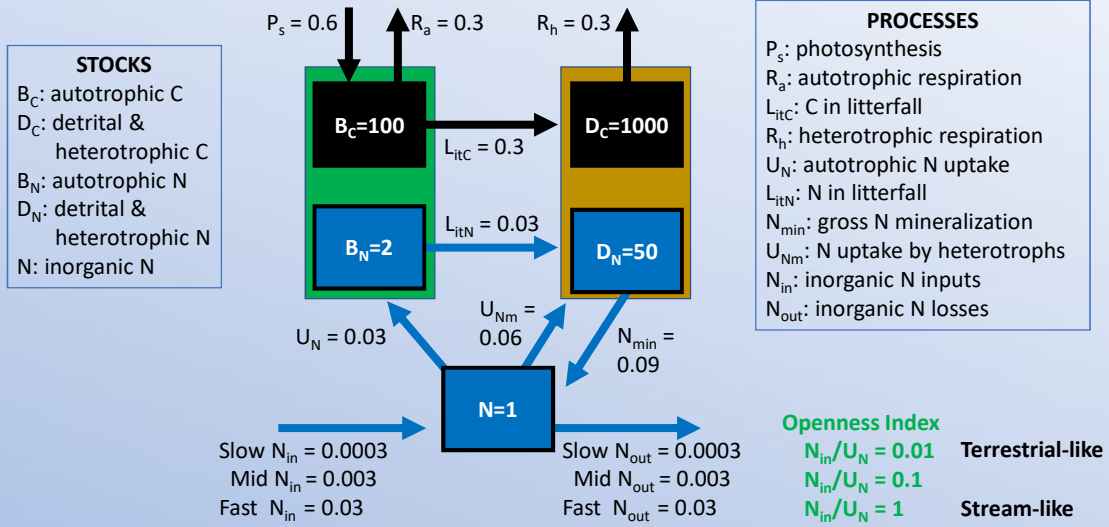 P_s = 0.6
R_a = 0.3
R_h = 0.3
STOCKS
B_C: autotrophic C
D_C: detrital &
heterotrophic C
B_N: autotrophic N
D_N: detrital &
heterotrophic N
N: inorganic N
B_C=100
D_C=1000
L_itC = 0.3
L_itN = 0.03
B_N=2
D_N=50
U_N = 0.03
U_Nm =
0.06
N_min =
0.09
N=1
Slow N_in = 0.0003
Mid N_in = 0.003
Fast N_in = 0.03
Slow N_out = 0.0003
Mid N_out = 0.003
Fast N_out = 0.03
PROCESSES
P_s: photosynthesis
R_a: autotrophic respiration
L_itC: C in litterfall
R_h: heterotrophic respiration
U_N: autotrophic N uptake
L_itN: N in litterfall
N_min: gross N mineralization
U_Nm: N uptake by heterotrophs
N_in: inorganic N inputs
N_out: inorganic N losses
Openness Index
N_in/U_N = 0.01 Terrestrial-like
N_in/U_N = 0.1
N_in/U_N = 1 Stream-like